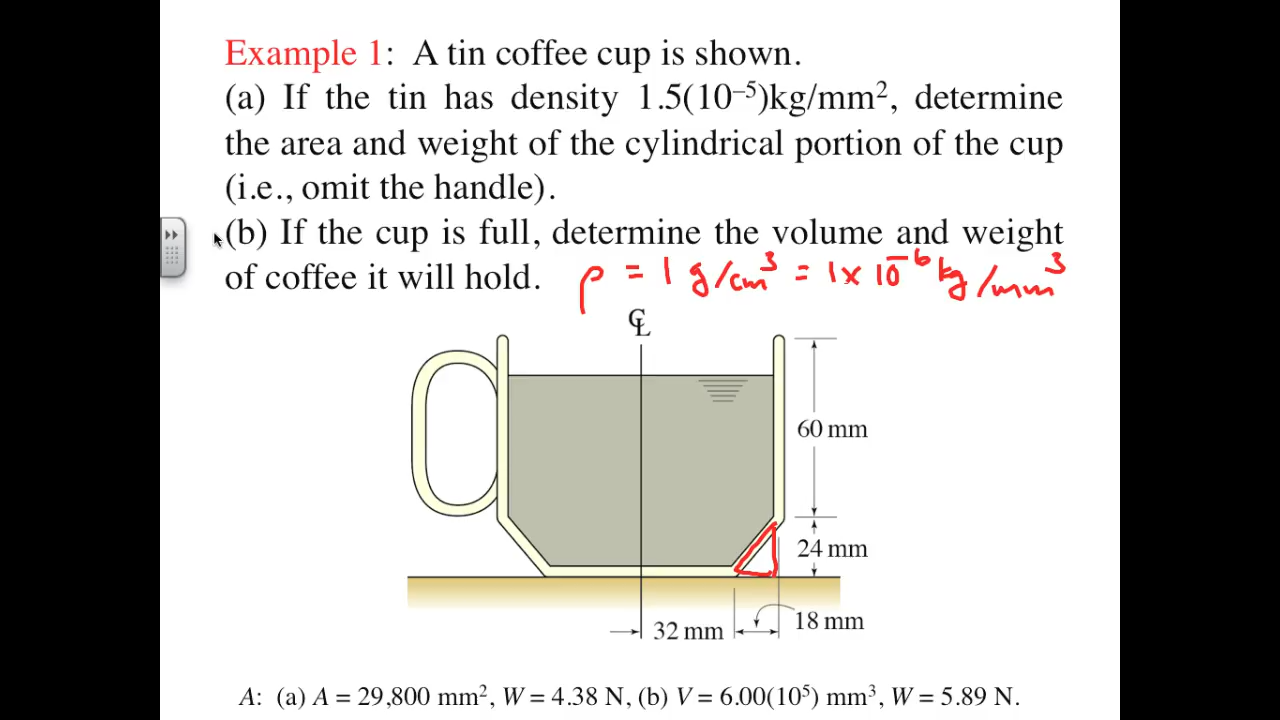 Example 1: A tin coffee cup is shown.
(a) If the tin has density 1.5(10⁻⁵)kg/mm², determine
the area and weight of the cylindrical portion of the cup
(i.e., omit the handle).
(b) If the cup is full, determine the volume and weight
of coffee it will hold. ρ = 1 g/cm³ = 1 x 10⁻⁶ kg/mm³
℄
60 mm
24 mm
18 mm
32 mm
A: (a) A = 29,800 mm², W = 4.38 N, (b) V = 6.00(10⁵) mm³, W = 5.89 N.